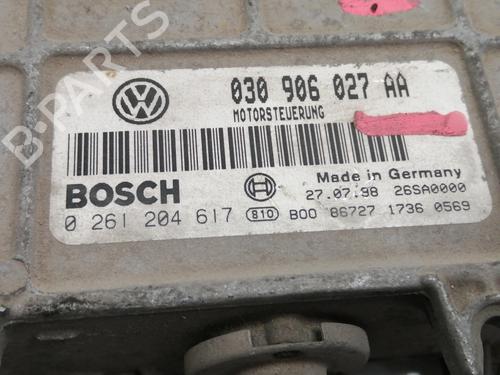 030 906 027 AA
MOTORSTEUERUNG
BOSCH
Made in Germany
27.07.98 26SA0000
0 261 204 617 810 B00 86727 1736 0569
B-PARTS